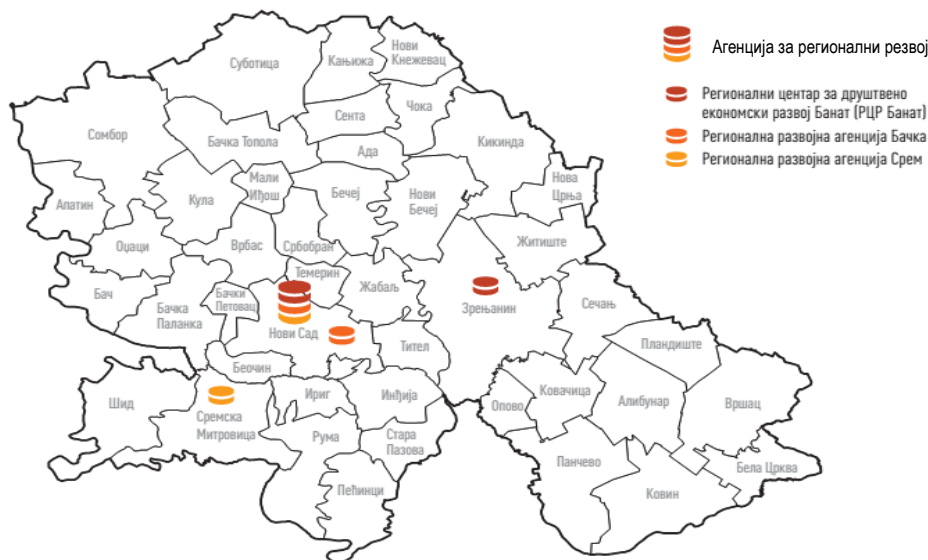 Нови
Кнежевац
Кањижа
Суботица
Агенција за регионални резвој
Чока
Регионални центар за друштвено
економски развој Банат (РЦР Банат)
Сента
Сомбор
Бачка Топола
Кикинда
Регионална развојна агенција Бачка
Ада
Регионална развојна агенција Срем
Мали
Иђош
Нова
Црња
Апатин
Кула
Бечеј
Нови
Бечеј
Оџаци
Врбас
Србобран
Житиште
Темерин
Бач
Бачки
Петовац
Жабаљ
Сечањ
Бачка
Паланка
Зрењанин
Нови Сад
Тител
Пландиште
Беочин
Шид
Ириг
Инђија
Опово
Ковачица
Алибунар
Вршац
Сремска
Митровица
Рума
Стара
Пазова
Панчево
Бела Црква
Пећинци
Ковин